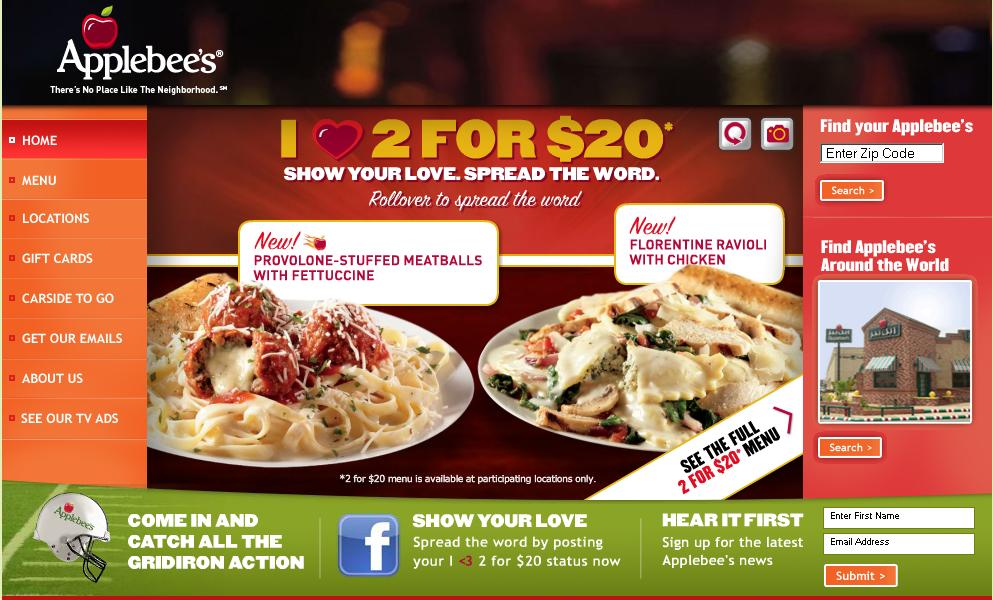 Applebee's®
There's No Place Like The Neighborhood.℠
HOME
MENU
LOCATIONS
GIFT CARDS
CARSIDE TO GO
GET OUR EMAILS
ABOUT US
SEE OUR TV ADS
I ❤ 2 FOR $20*
SHOW YOUR LOVE. SPREAD THE WORD.
Rollover to spread the word
New!
PROVOLONE-STUFFED MEATBALLS
WITH FETTUCCINE
New!
FLORENTINE RAVIOLI
WITH CHICKEN
SEE THE FULL
2 FOR $20* MENU
*2 for $20 menu is available at participating locations only.
Find your Applebee's
Enter Zip Code
Search >
Find Applebee's
Around the World
Search >
Applebee's
COME IN AND
CATCH ALL THE
GRIDIRON ACTION
f
SHOW YOUR LOVE
Spread the word by posting
your I <3 2 for $20 status now
HEAR IT FIRST
Sign up for the latest
Applebee's news
Enter First Name
Email Address
Submit >